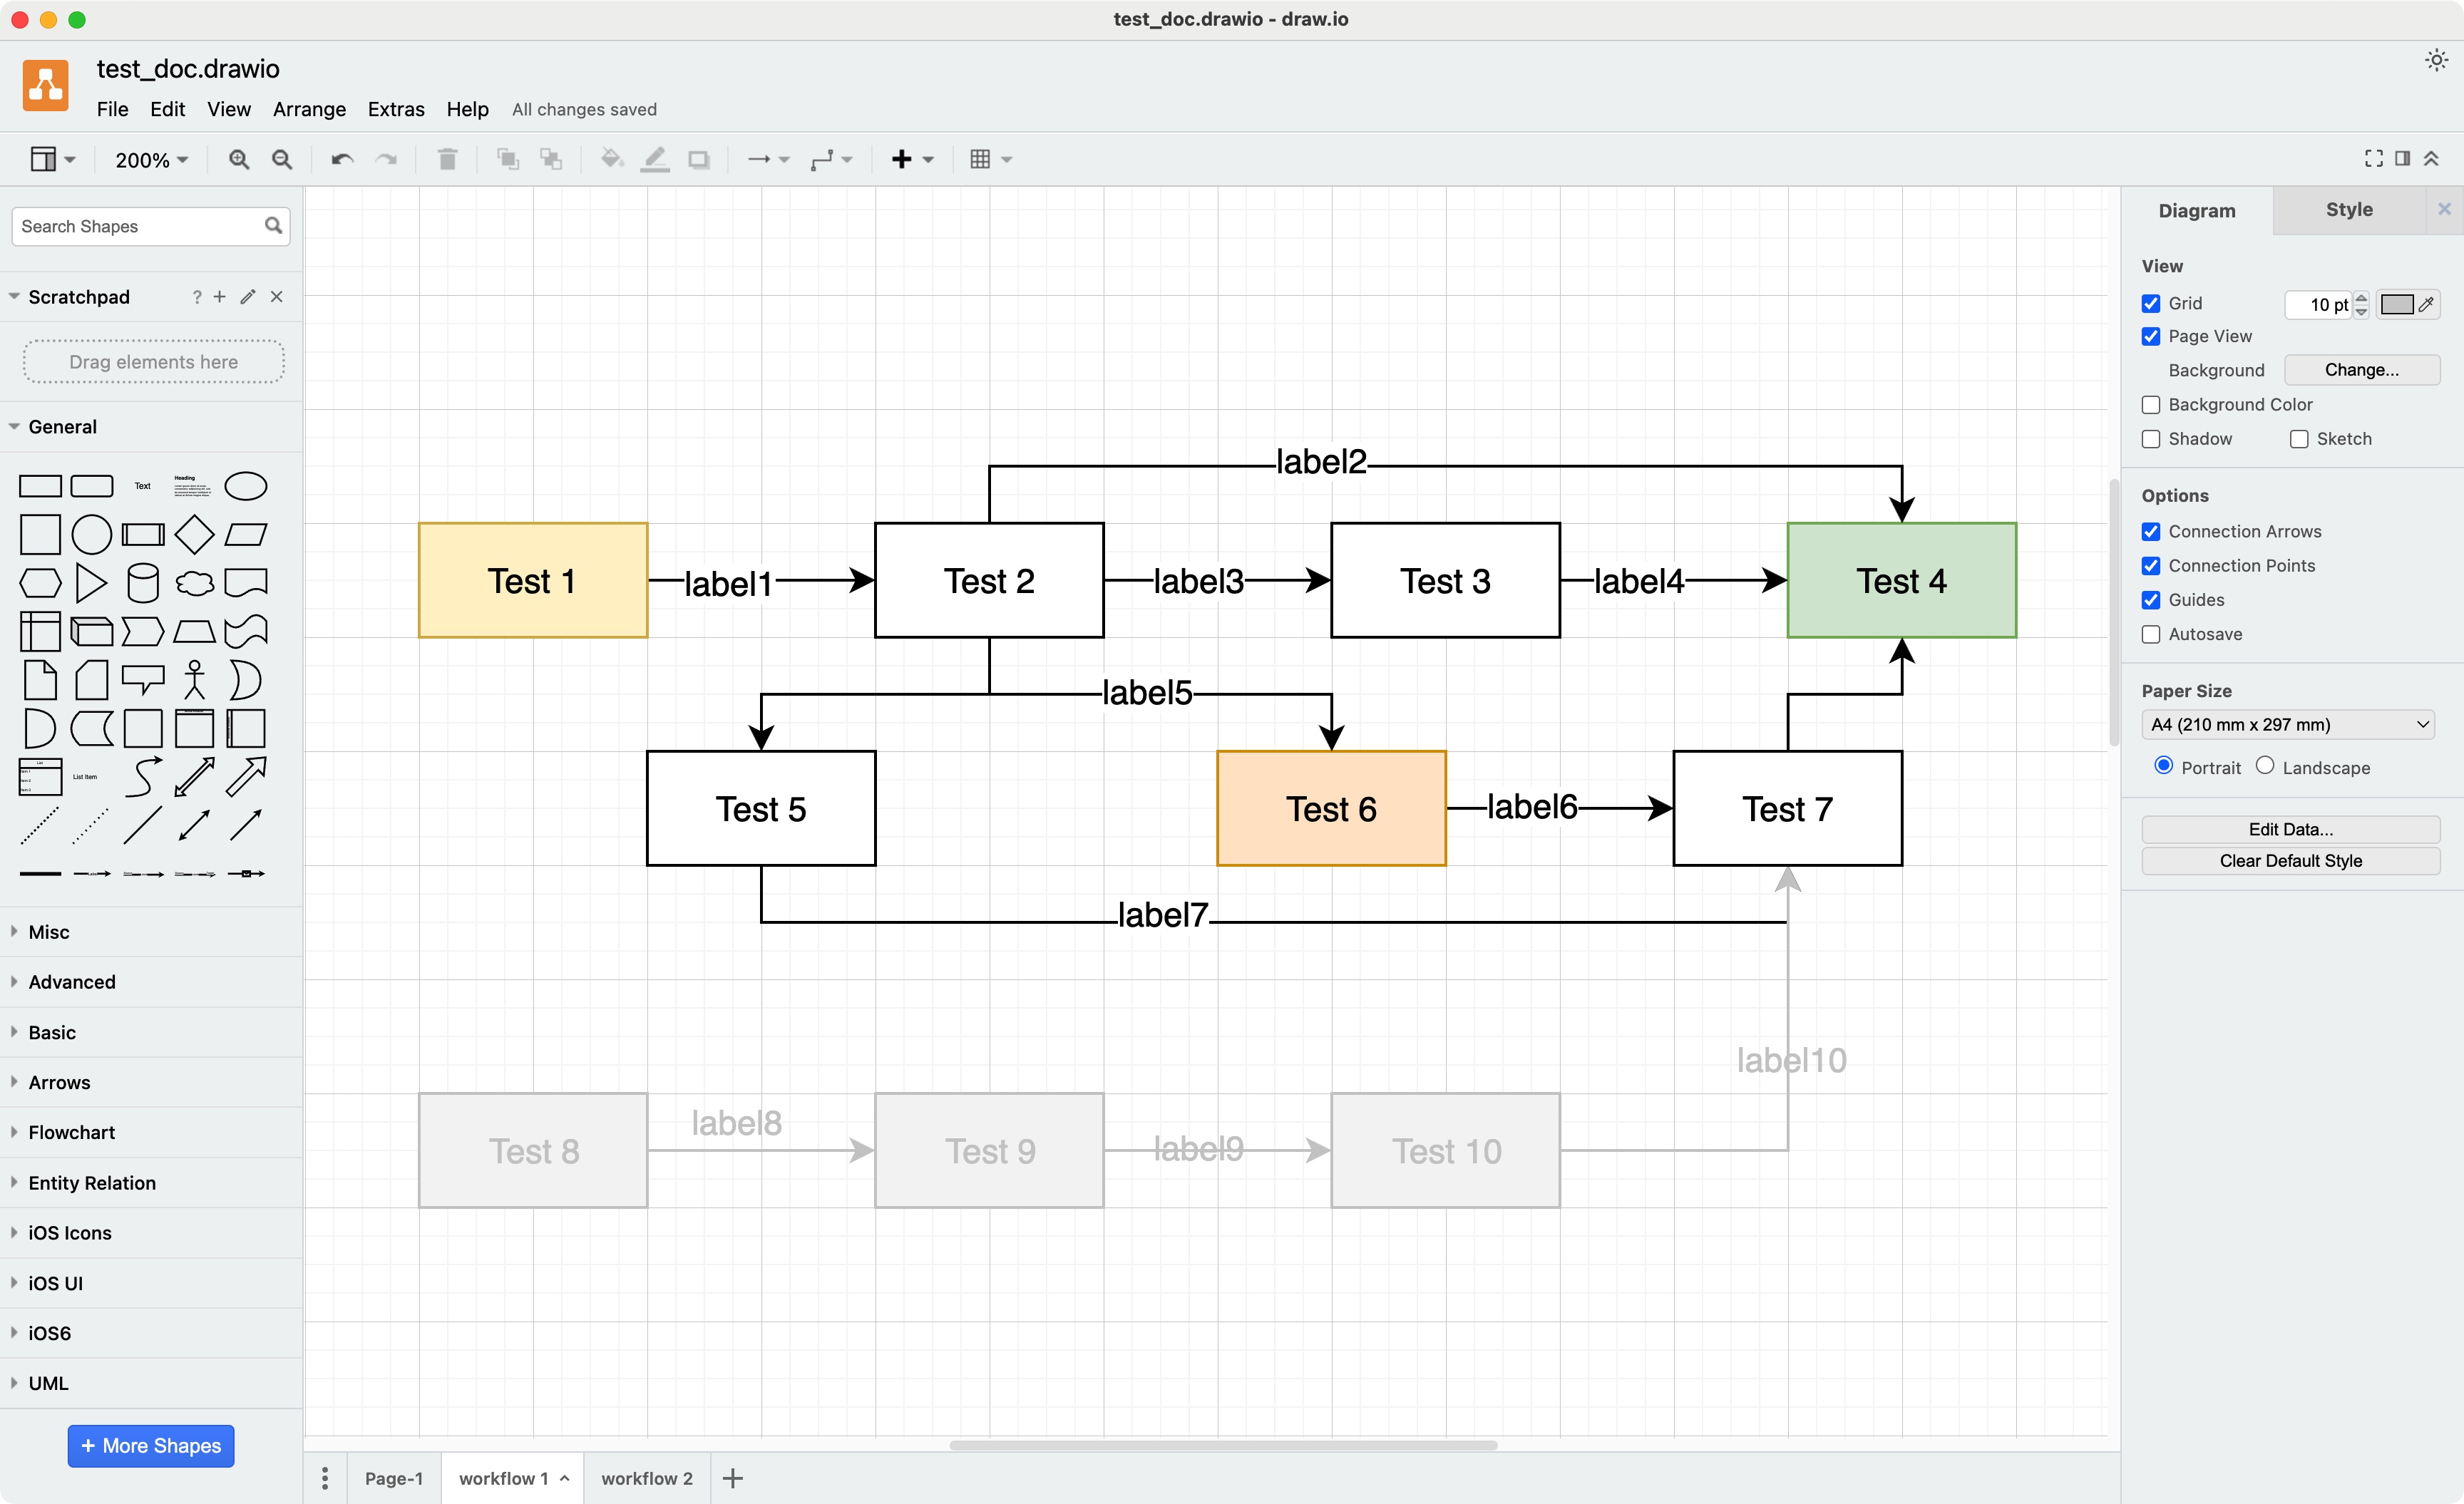 test_doc.drawio - draw.io
test_doc.drawio
File Edit View Arrange Extras Help All changes saved
200%
Search Shapes
Scratchpad
?
Drag elements here
General
Text
Heading
List
List Item
Misc
Advanced
Basic
Arrows
Flowchart
Entity Relation
iOS Icons
iOS UI
iOS6
UML
+ More Shapes
label2
Test 1
label1
Test 2
label3
Test 3
label4
Test 4
label5
Test 5
Test 6
label6
Test 7
label7
label10
Test 8
label8
Test 9
label9
Test 10
Page-1
workflow 1
workflow 2
Diagram
Style
View
Grid
10 pt
Page View
Background
Change...
Background Color
Shadow
Sketch
Options
Connection Arrows
Connection Points
Guides
Autosave
Paper Size
A4 (210 mm x 297 mm)
Portrait
Landscape
Edit Data...
Clear Default Style